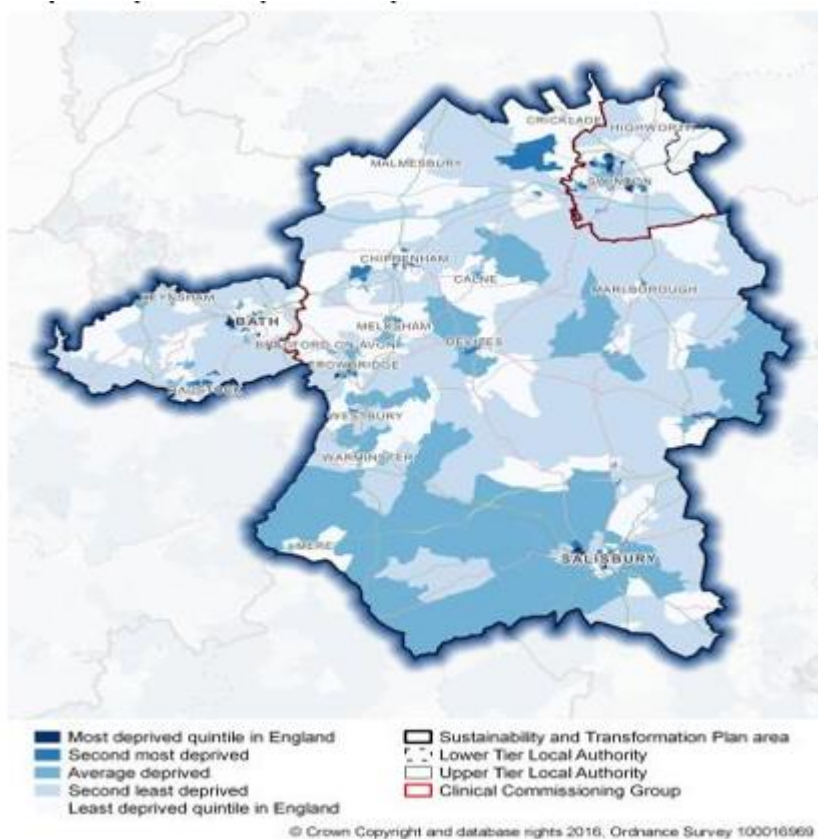 CRICKLADE
HIGHWORTH
MALMESBURY
SWINDON
CHIPPENHAM
CALNE
MARLBOROUGH
KEYNSHAM
BATH
MELKSHAM
BRADFORD ON AVON
DEVIZES
TROWBRIDGE
WESTBURY
WARMINSTER
MERE
SALISBURY
Most deprived quintile in England
Second most deprived
Average deprived
Second least deprived
Least deprived quintile in England
Sustainability and Transformation Plan area
Lower Tier Local Authority
Upper Tier Local Authority
Clinical Commissioning Group
© Crown Copyright and database rights 2016, Ordnance Survey 100016969